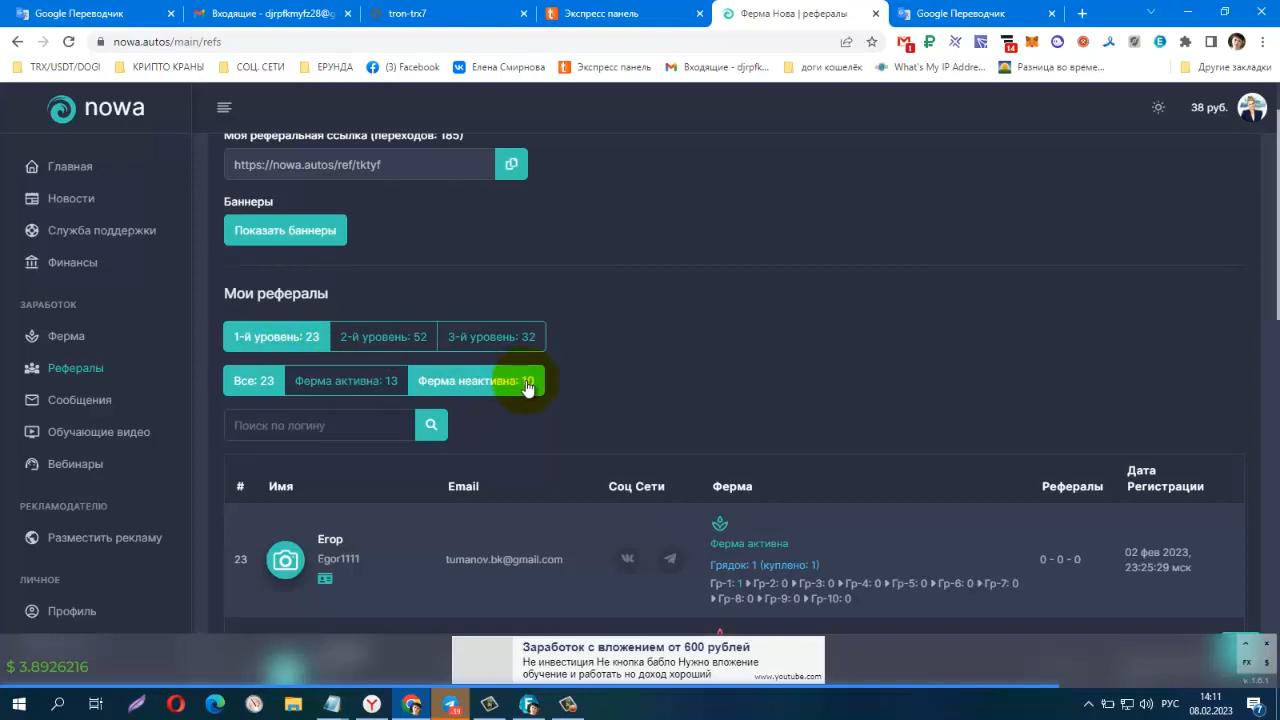 Google Переводчик
Входящие - djrpfkmyfz28@g
tron-trx7
Экспресс панель
Ферма Нова | рефералы
Google Переводчик
nowa.autos/main/refs
1
14
TRX/USDT/DOGI
КРИПТО КРАНЫ
СОЦ. СЕТИ
ЕРУНДА
(3) Facebook
Елена Смирнова
Экспресс панель
Входящие - djrpfk...
доги кошелёк
What's My IP Addre...
Разница во време...
Другие закладки
nowa
38 руб.
Главная
Новости
Служба поддержки
Финансы
ЗАРАБОТОК
Ферма
Рефералы
Сообщения
Обучающие видео
Вебинары
РЕКЛАМОДАТЕЛЮ
Разместить рекламу
ЛИЧНОЕ
Профиль
Моя реферальная ссылка (переходов: 185)
https://nowa.autos/ref/tktyf
Баннеры
Показать баннеры
Мои рефералы
1-й уровень: 23
2-й уровень: 52
3-й уровень: 32
Все: 23
Ферма активна: 13
Ферма неактивна: 10
Поиск по логину
# Имя Email Соц Сети Ферма Рефералы Дата Регистрации
23
Егор
Egor1111
tumanov.bk@gmail.com
Ферма активна
Грядок: 1 (куплено: 1)
Гр-1: 1 Гр-2: 0 Гр-3: 0 Гр-4: 0 Гр-5: 0 Гр-6: 0 Гр-7: 0
Гр-8: 0 Гр-9: 0 Гр-10: 0
0 - 0 - 0
02 фев 2023,
23:25:29 мск
$ 3.8926216
Заработок с вложением от 600 рублей
Не инвестиция Не кнопка бабло Нужно вложение
обучение и работать но доход хороший
www.youtube.com
x
FX $
v. 1.6.1
19
РУС
14:11
08.02.2023
7